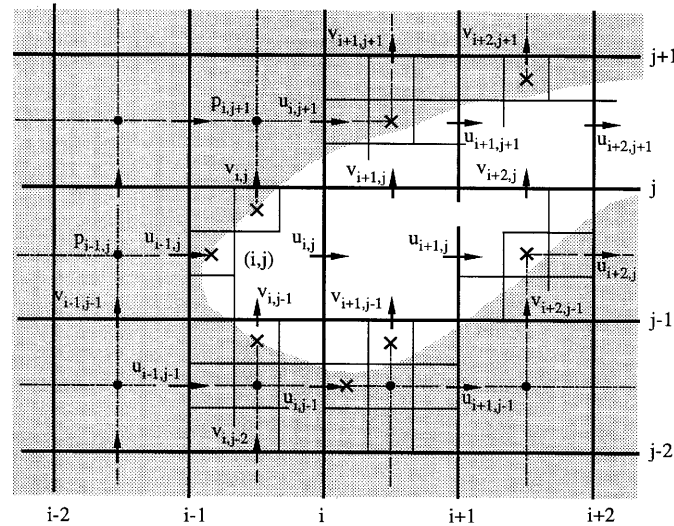 v_{i+1,j+1} v_{i+2,j+1}
j+1
p_{i,j+1} u_{i,j+1}
u_{i+1,j+1} u_{i+2,j+1}
v_{i,j} v_{i+1,j} v_{i+2,j}
j
p_{i-1,j} u_{i-1,j} (i,j) u_{i,j} u_{i+1,j}
u_{i+2,j}
v_{i-1,j-1} v_{i,j-1} v_{i+1,j-1} v_{i+2,j-1}
j-1
u_{i-1,j-1} u_{i,j-1} u_{i+1,j-1}
v_{i,j-2}
j-2
i-2 i-1 i i+1 i+2